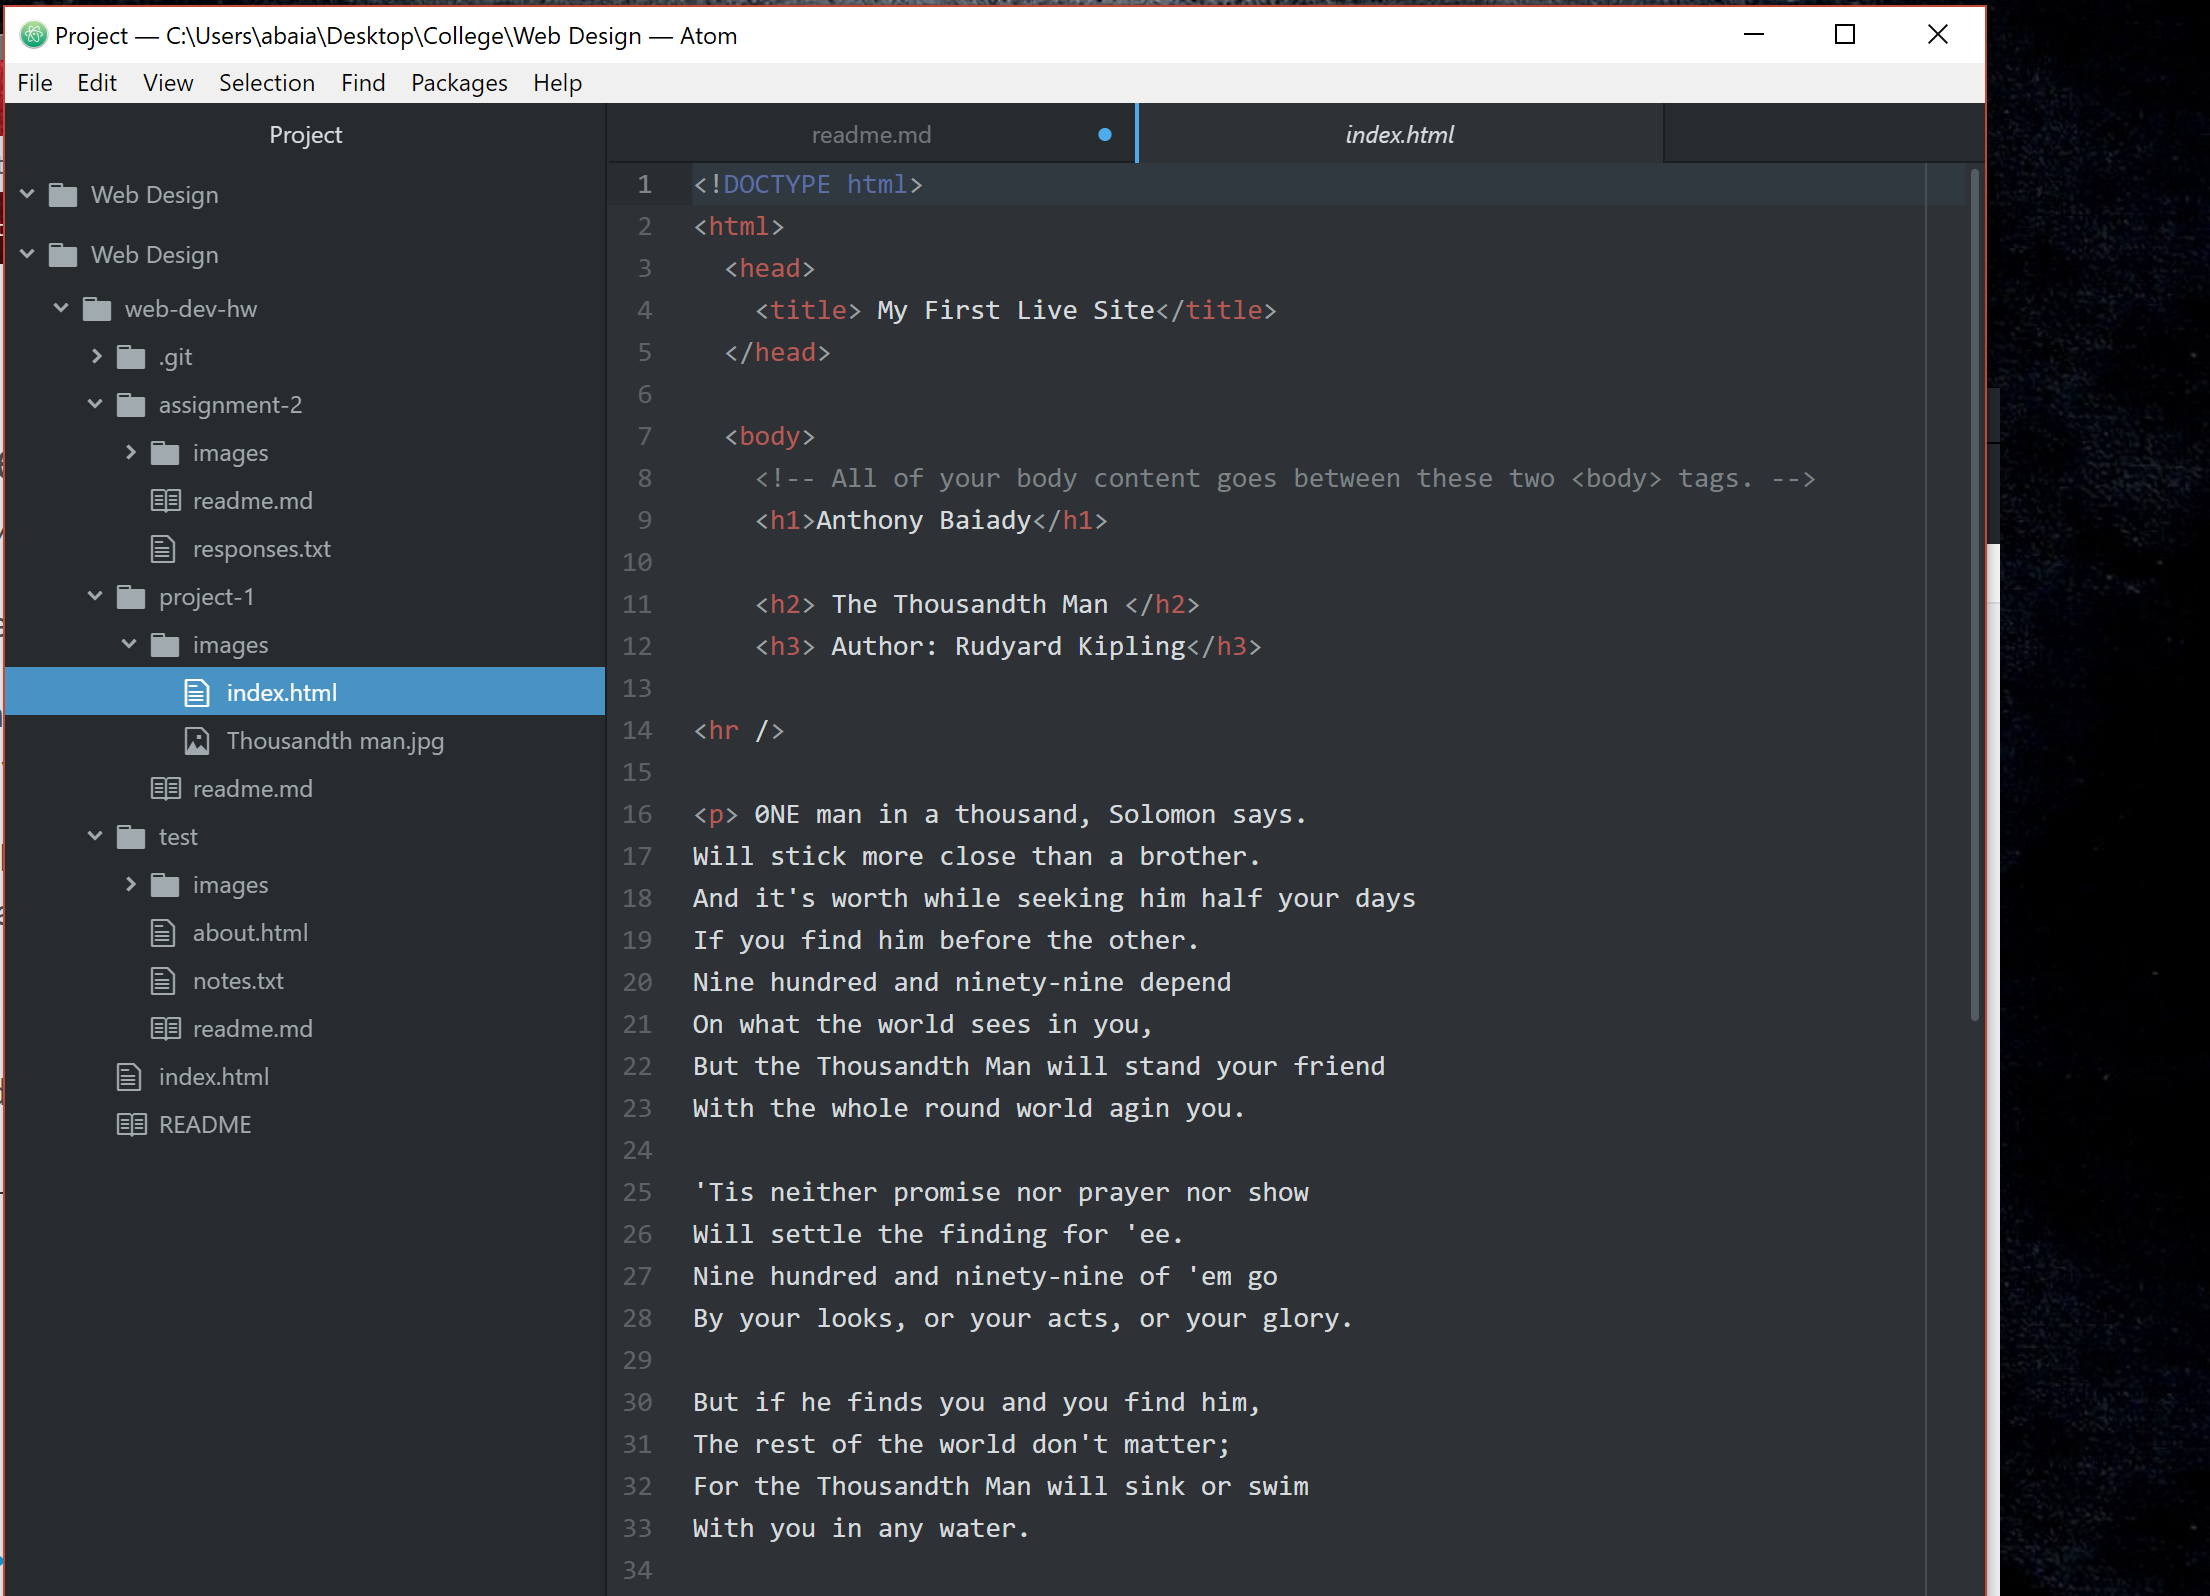 Project — C:\Users\abaia\Desktop\College\Web Design — Atom
File Edit View Selection Find Packages Help
Project
Web Design
Web Design
web-dev-hw
.git
assignment-2
images
readme.md
responses.txt
project-1
images
index.html
Thousandth man.jpg
readme.md
test
images
about.html
notes.txt
readme.md
index.html
README
readme.md index.html
1 <!DOCTYPE html>
2 <html>
3 <head>
4 <title> My First Live Site</title>
5 </head>
6
7 <body>
8 <!-- All of your body content goes between these two <body> tags. -->
9 <h1>Anthony Baiady</h1>
10
11 <h2> The Thousandth Man </h2>
12 <h3> Author: Rudyard Kipling</h3>
13
14 <hr />
15
16 <p> 0NE man in a thousand, Solomon says.
17 Will stick more close than a brother.
18 And it's worth while seeking him half your days
19 If you find him before the other.
20 Nine hundred and ninety-nine depend
21 On what the world sees in you,
22 But the Thousandth Man will stand your friend
23 With the whole round world agin you.
24
25 'Tis neither promise nor prayer nor show
26 Will settle the finding for 'ee.
27 Nine hundred and ninety-nine of 'em go
28 By your looks, or your acts, or your glory.
29
30 But if he finds you and you find him,
31 The rest of the world don't matter;
32 For the Thousandth Man will sink or swim
33 With you in any water.
34